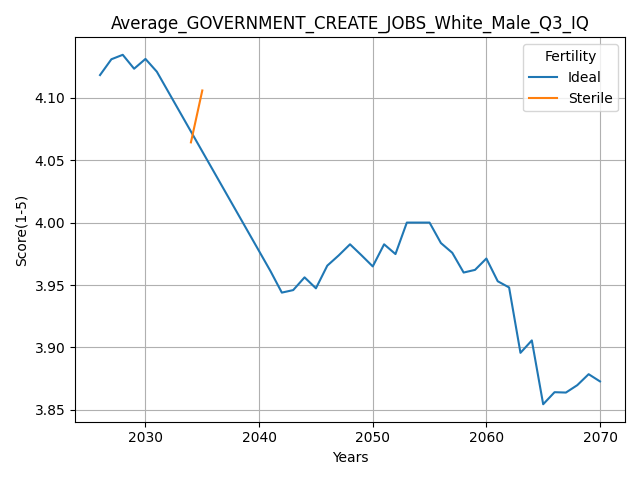 Average_GOVERNMENT_CREATE_JOBS_White_Male_Q3_IQ
Fertility
Ideal
Sterile
Score(1-5)
4.10
4.05
4.00
3.95
3.90
3.85
2030 2040 2050 2060 2070
Years